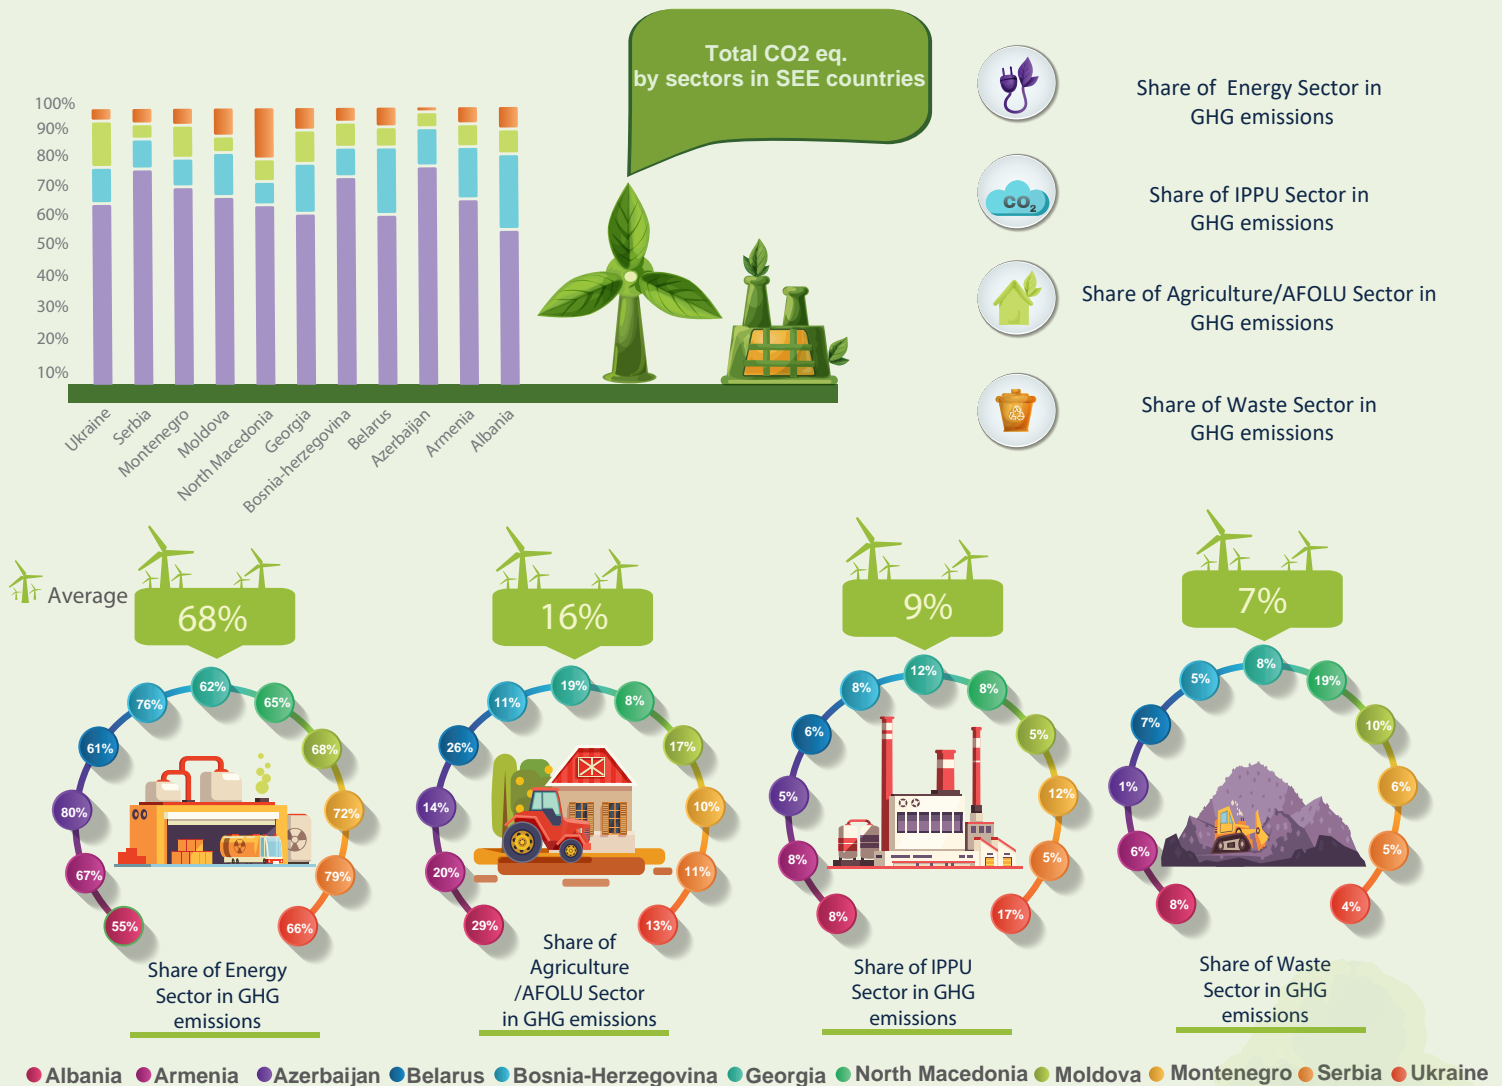 Total CO2 eq.
by sectors in SEE countries
100%
90%
80%
70%
60%
50%
40%
30%
20%
10%
Ukraine
Serbia
Montenegro
Moldova
North Macedonia
Georgia
Bosnia-herzegovina
Belarus
Azerbaijan
Armenia
Albania
Share of Energy Sector in
GHG emissions
CO2
Share of IPPU Sector in
GHG emissions
Share of Agriculture/AFOLU Sector in
GHG emissions
Share of Waste Sector in
GHG emissions
Average
68%
55%
67%
80%
61%
76%
62%
65%
68%
72%
79%
66%
Share of Energy
Sector in GHG
emissions
16%
29%
20%
14%
26%
11%
19%
8%
17%
10%
11%
13%
Share of
Agriculture
/AFOLU Sector
in GHG emissions
9%
8%
8%
5%
6%
8%
12%
8%
5%
12%
5%
17%
Share of IPPU
Sector in GHG
emissions
7%
8%
6%
1%
7%
5%
8%
19%
10%
6%
5%
4%
Share of Waste
Sector in GHG
emissions
Albania Armenia Azerbaijan Belarus Bosnia-Herzegovina Georgia North Macedonia Moldova Montenegro Serbia Ukraine